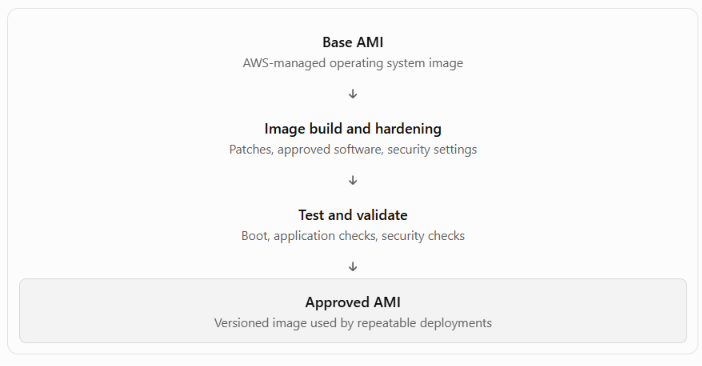 Base AMI
AWS-managed operating system image
↓
Image build and hardening
Patches, approved software, security settings
↓
Test and validate
Boot, application checks, security checks
↓
Approved AMI
Versioned image used by repeatable deployments